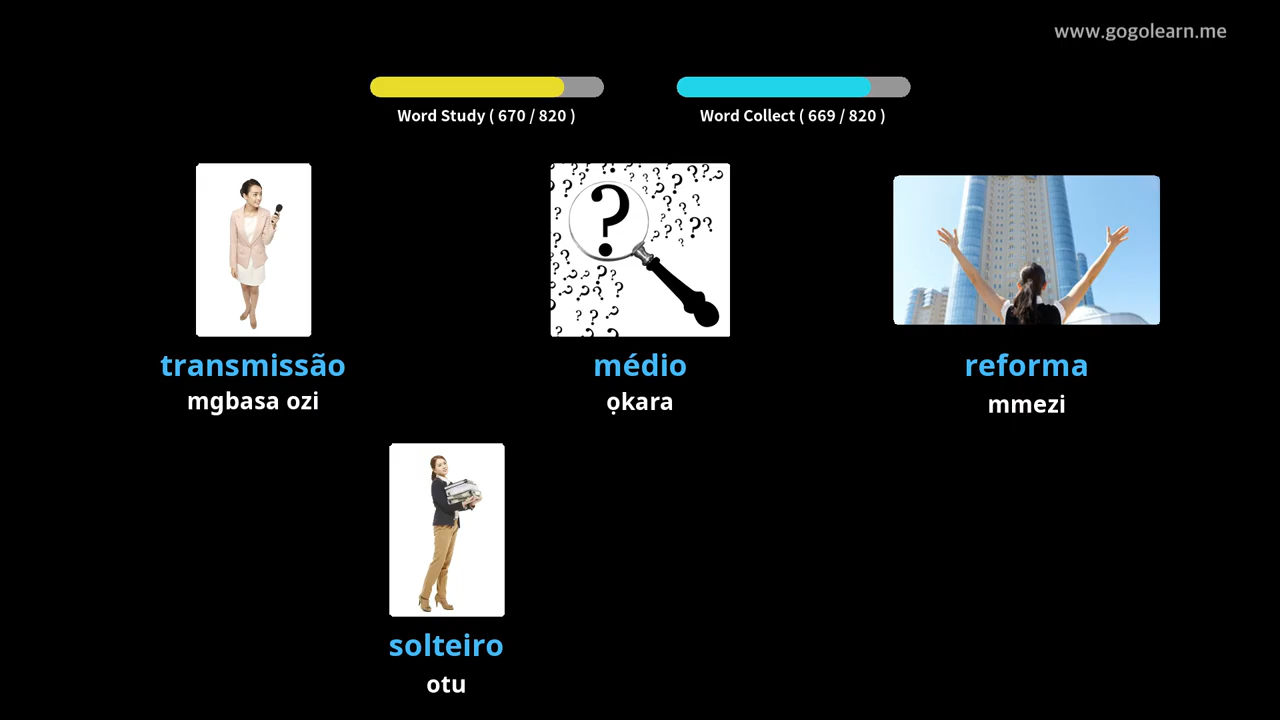 www.gogolearn.me
Word Study ( 670 / 820 )
Word Collect ( 669 / 820 )
transmissão
mgbasa ozi
médio
ọkara
reforma
mmezi
solteiro
otu